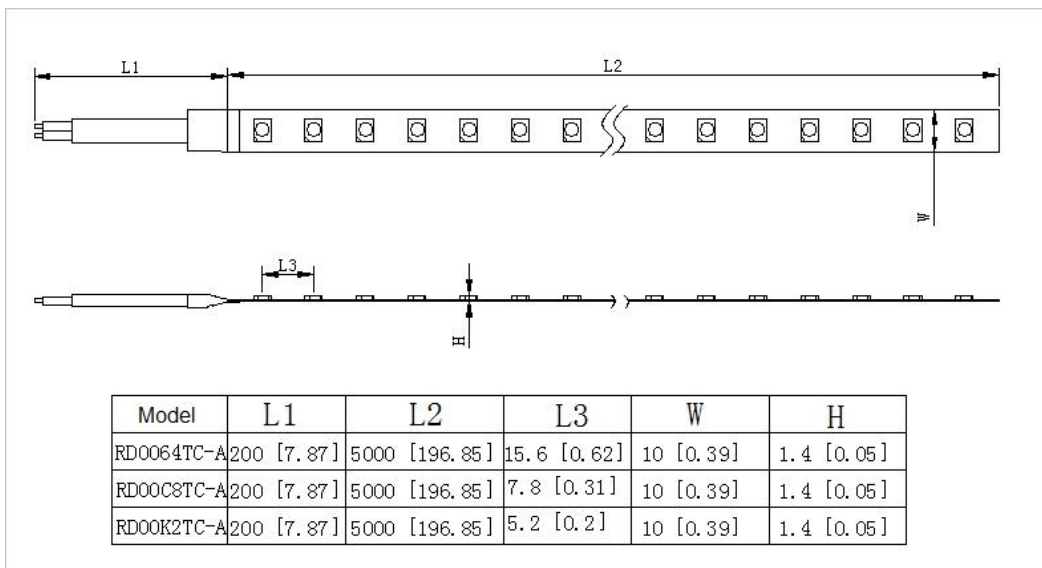 L1
L2
W
L3
H
Model L1 L2 L3 W H
RD0064TC-A 200 [7.87] 5000 [196.85] 15.6 [0.62] 10 [0.39] 1.4 [0.05]
RD00C8TC-A 200 [7.87] 5000 [196.85] 7.8 [0.31] 10 [0.39] 1.4 [0.05]
RD00K2TC-A 200 [7.87] 5000 [196.85] 5.2 [0.2] 10 [0.39] 1.4 [0.05]